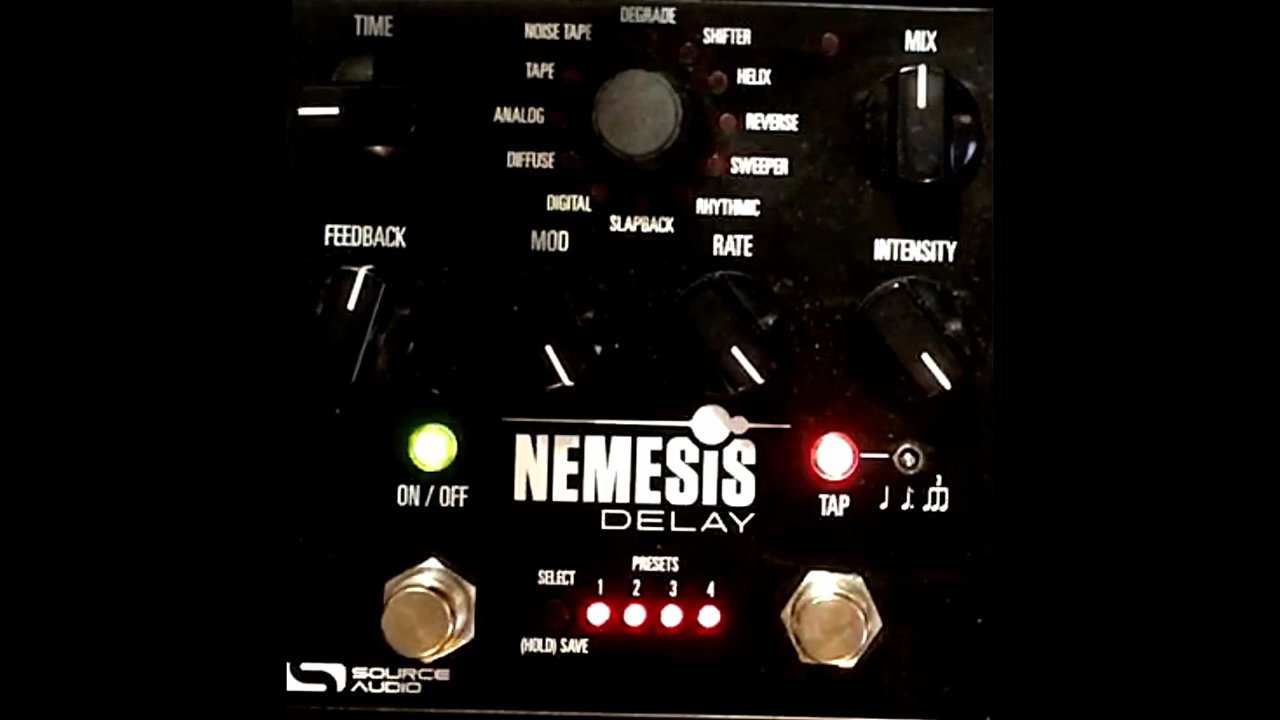 TIME
DEGRADE
NOISE TAPE
SHIFTER
MIX
TAPE
HELIX
ANALOG
REVERSE
DIFFUSE
SWEEPER
DIGITAL
RHYTHMIC
SLAPBACK
FEEDBACK
MOD
RATE
INTENSITY
NEMESiS
DELAY
ON / OFF
TAP
3
PRESETS
SELECT
1 2 3 4
(HOLD) SAVE
SOURCE
AUDIO